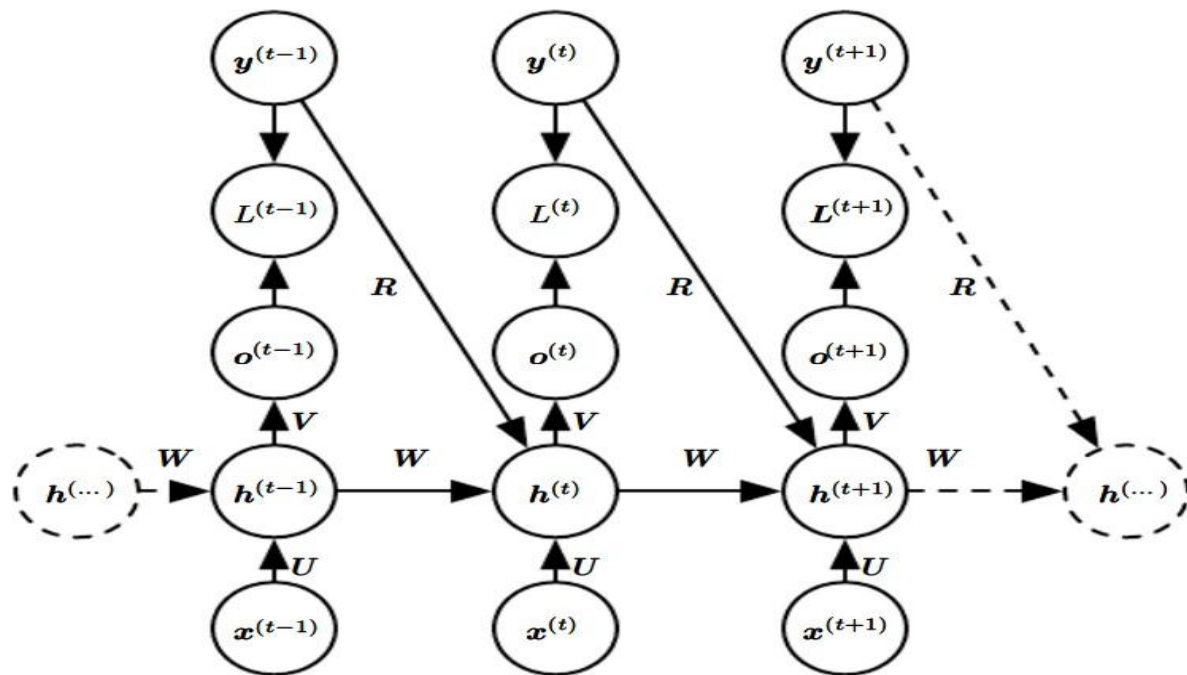 y^(t−1) y^(t) y^(t+1)
L^(t−1) L^(t) L^(t+1)
R R R
o^(t−1) o^(t) o^(t+1)
V V V
W W W W
h^(...) h^(t−1) h^(t) h^(t+1) h^(...)
U U U
x^(t−1) x^(t) x^(t+1)